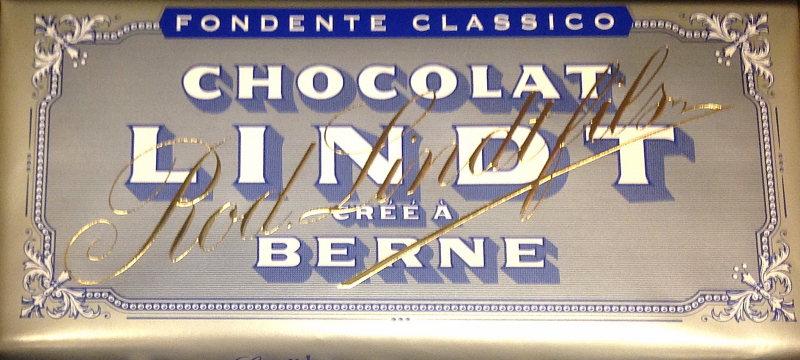 FONDENTE CLASSICO
CHOCOLAT
LINDT
Rod. Lindt fils
CRÉÉ À
BERNE